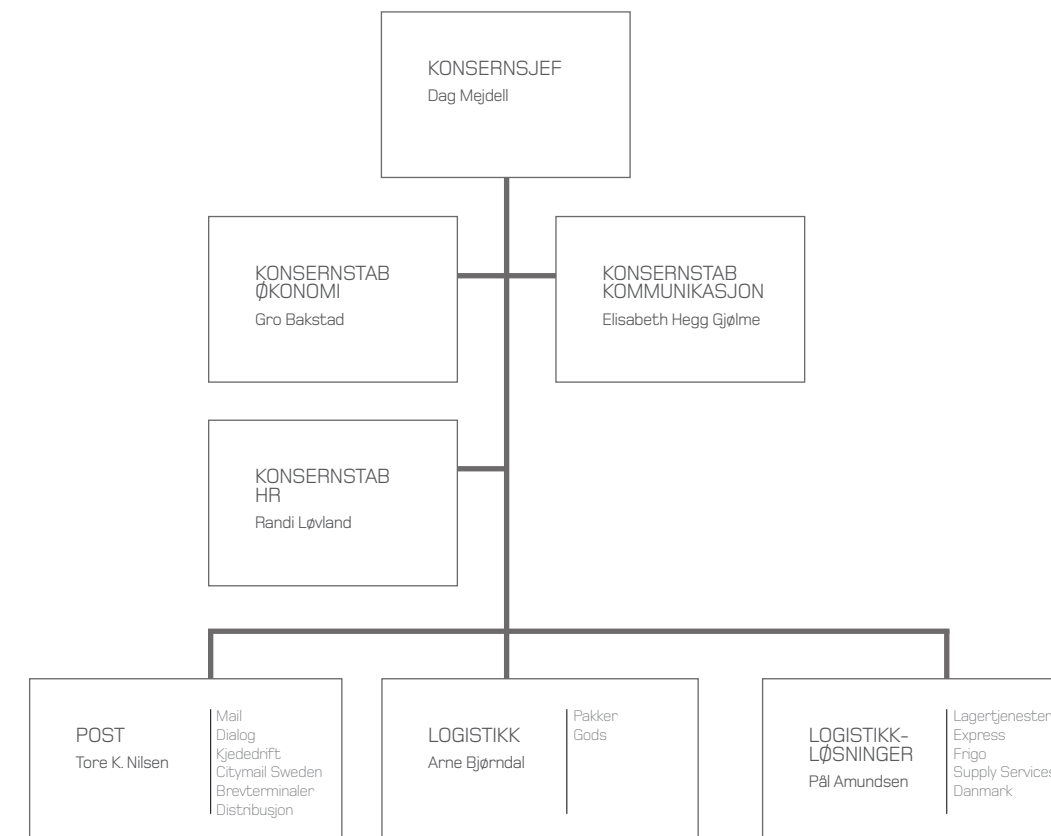 KONSERNSJEF
Dag Mejdell
KONSERNSTAB
ØKONOMI
Gro Bakstad
KONSERNSTAB
KOMMUNIKASJON
Elisabeth Hegg Gjølme
KONSERNSTAB
HR
Randi Løvland
POST
Tore K. Nilsen
Mail
Dialog
Kjededrift
Citymail Sweden
Brevterminaler
Distribusjon
LOGISTIKK
Arne Bjørndal
Pakker
Gods
LOGISTIKK-
LØSNINGER
Pål Amundsen
Lagertjenester
Express
Frigo
Supply Services
Danmark